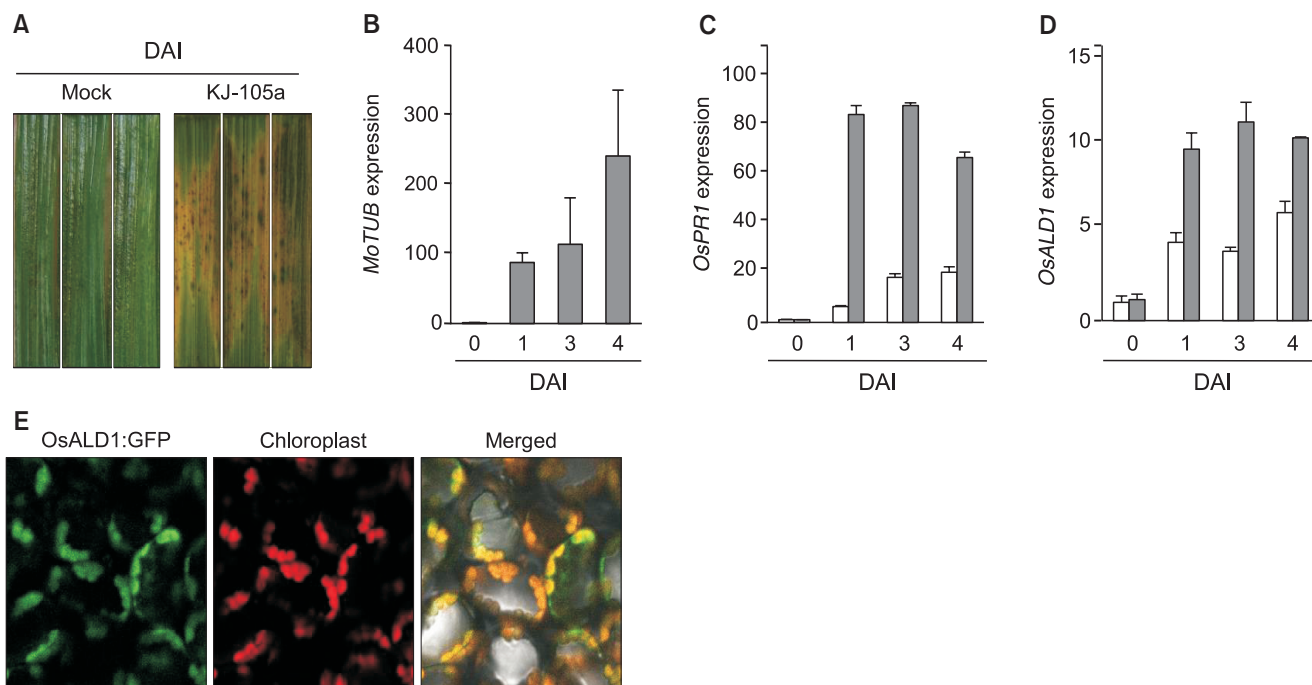 A
DAI
Mock
KJ-105a
B
MoTUB expression
400
300
200
100
0
0 1 3 4
DAI
C
OsPR1 expression
100
80
60
40
20
0
0 1 3 4
DAI
D
OsALD1 expression
15
10
5
0
0 1 3 4
DAI
E
OsALD1:GFP
Chloroplast
Merged